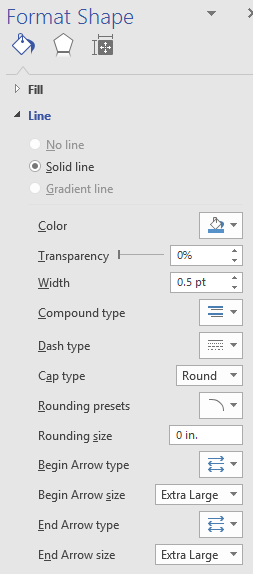 Format Shape
Fill
Line
No line
Solid line
Gradient line
Color
Transparency 0%
Width 0.5 pt
Compound type
Dash type
Cap type Round
Rounding presets
Rounding size 0 in.
Begin Arrow type
Begin Arrow size Extra Large
End Arrow type
End Arrow size Extra Large